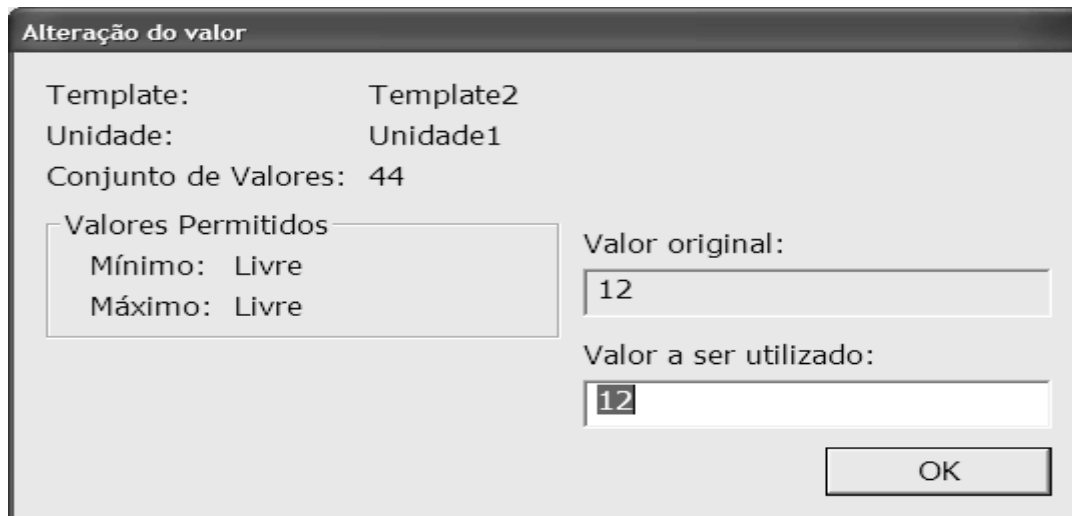 Alteração do valor
Template: Template2
Unidade: Unidade1
Conjunto de Valores: 44
Valores Permitidos
Mínimo: Livre
Máximo: Livre
Valor original:
12
Valor a ser utilizado:
12
OK